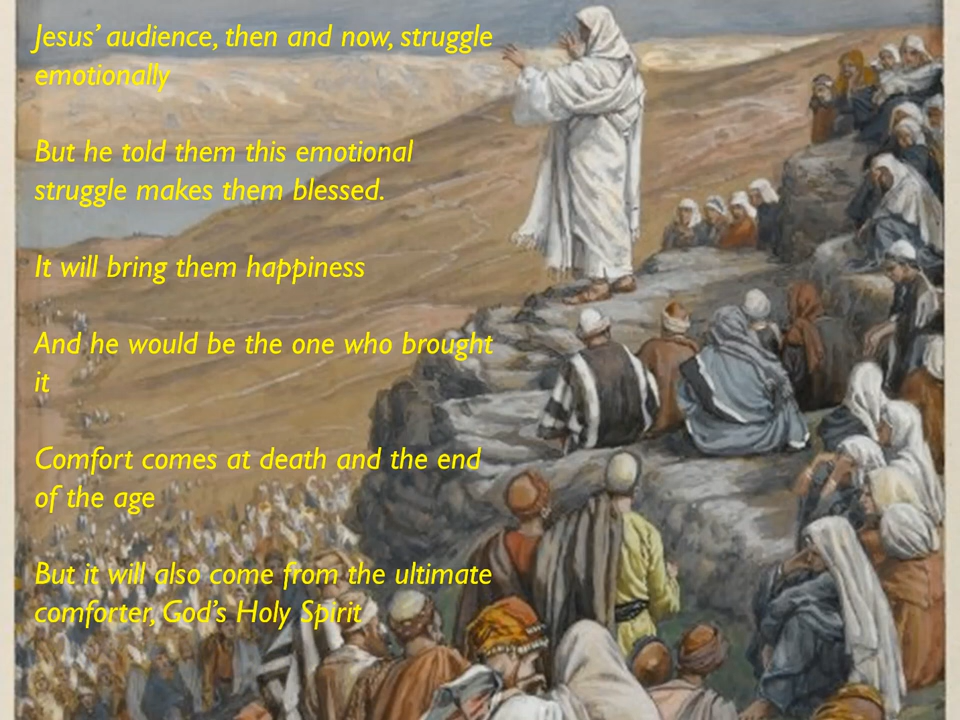 Jesus’ audience, then and now, struggle
emotionally
But he told them this emotional
struggle makes them blessed.
It will bring them happiness
And he would be the one who brought
it
Comfort comes at death and the end
of the age
But it will also come from the ultimate
comforter, God’s Holy Spirit